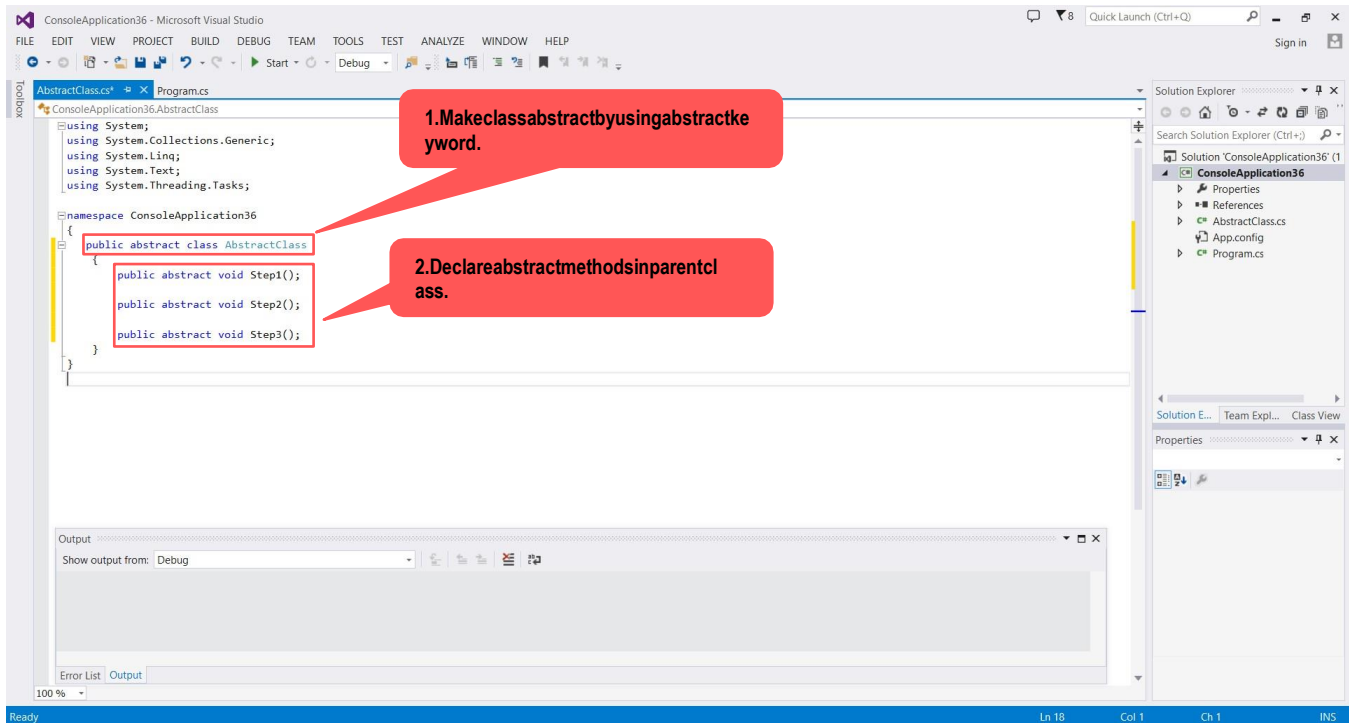 ConsoleApplication36 - Microsoft Visual Studio
8
Quick Launch (Ctrl+Q)
FILE EDIT VIEW PROJECT BUILD DEBUG TEAM TOOLS TEST ANALYZE WINDOW HELP
Sign in
Start Debug
Toolbox
AbstractClass.cs* Program.cs
ConsoleApplication36.AbstractClass
using System;
using System.Collections.Generic;
using System.Linq;
using System.Text;
using System.Threading.Tasks;
namespace ConsoleApplication36
{
public abstract class AbstractClass
{
public abstract void Step1();
public abstract void Step2();
public abstract void Step3();
}
}
1.Makeclassabstractbyusingabstractke
yword.
2.Declareabstractmethodsinparentcl
ass.
Solution Explorer
Search Solution Explorer (Ctrl+;)
Solution 'ConsoleApplication36' (1
ConsoleApplication36
Properties
References
C# AbstractClass.cs
App.config
C# Program.cs
Solution E... Team Expl... Class View
Properties
Output
Show output from: Debug
Error List Output
100 %
Ready
Ln 18 Col 1 Ch 1 INS